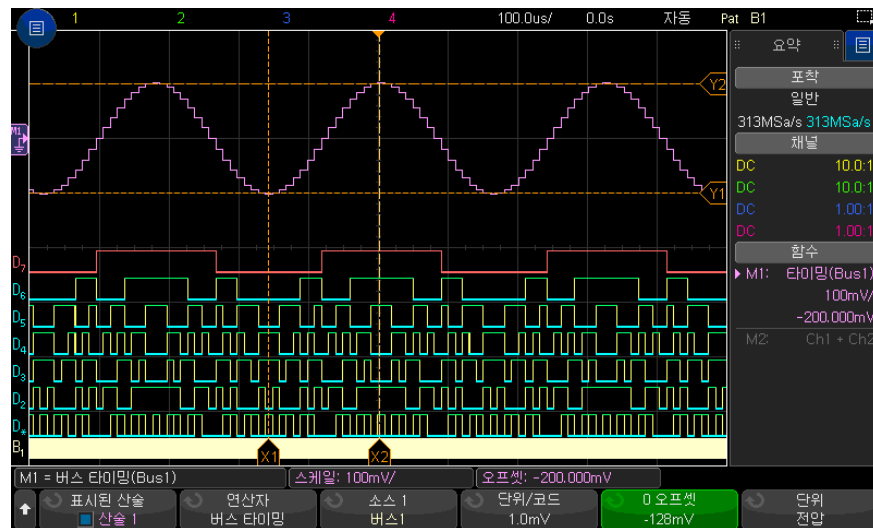 1 2 3 4 100.0us/ 0.0s 자동 Pat B1
요약
포착
일반
313MSa/s 313MSa/s
채널
DC 10.0:1
DC 10.0:1
DC 1.00:1
DC 1.00:1
함수
M1: 타이밍(Bus1)
100mV/
-200.000mV
M2: Ch1 + Ch2
M1
Y2
Y1
D7
D6
D5
D4
D3
D2
D*
B1
X1 X2
M1 = 버스 타이밍(Bus1) 스케일: 100mV/ 오프셋: -200.000mV
표시된 산술 연산자 소스 1 단위/코드 0 오프셋 단위
산술 1 버스 타이밍 버스1 1.0mV -128mV 전압